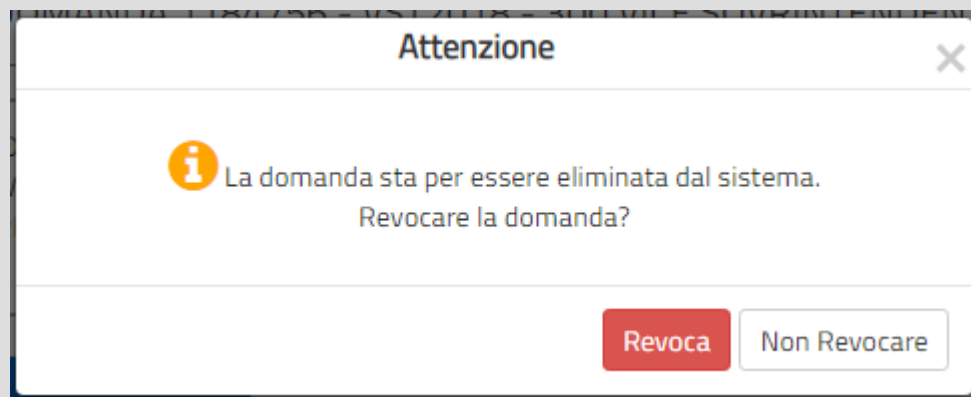 Attenzione
×
La domanda sta per essere eliminata dal sistema.
Revocare la domanda?
Revoca
Non Revocare